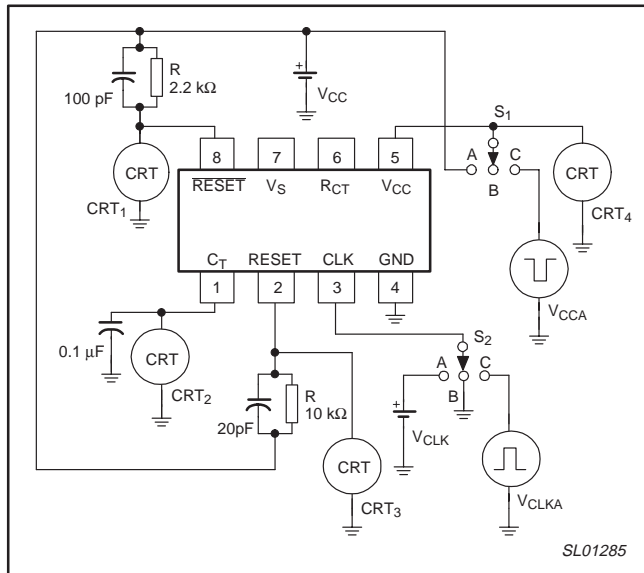 R
2.2 kΩ
100 pF
+
VCC
S1
A
B
C
CRT
CRT1
CRT
CRT4
8
7
6
5
RESET
VS
RCT
VCC
CT
RESET
CLK
GND
1
2
3
4
VCCA
0.1 µF
CRT
CRT2
S2
A
B
C
+
VCLK
20pF
R
10 kΩ
CRT
CRT3
VCLKA
SL01285